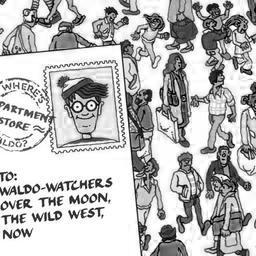 WHERE'S
DEPARTMENT
STORE
WALDO?
TO:
WALDO-WATCHERS
OVER THE MOON,
THE WILD WEST,
NOW